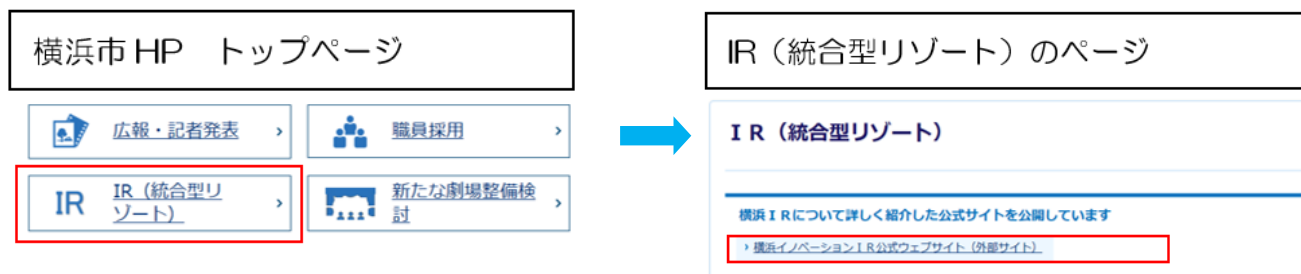 横浜市 HP　トップページ
広報・記者発表
職員採用
IR
IR（統合型リ
ゾート）
新たな劇場整備検
討
IR（統合型リゾート）のページ
ＩＲ（統合型リゾート）
横浜ＩＲについて詳しく紹介した公式サイトを公開しています
横浜イノベーションＩＲ公式ウェブサイト（外部サイト）